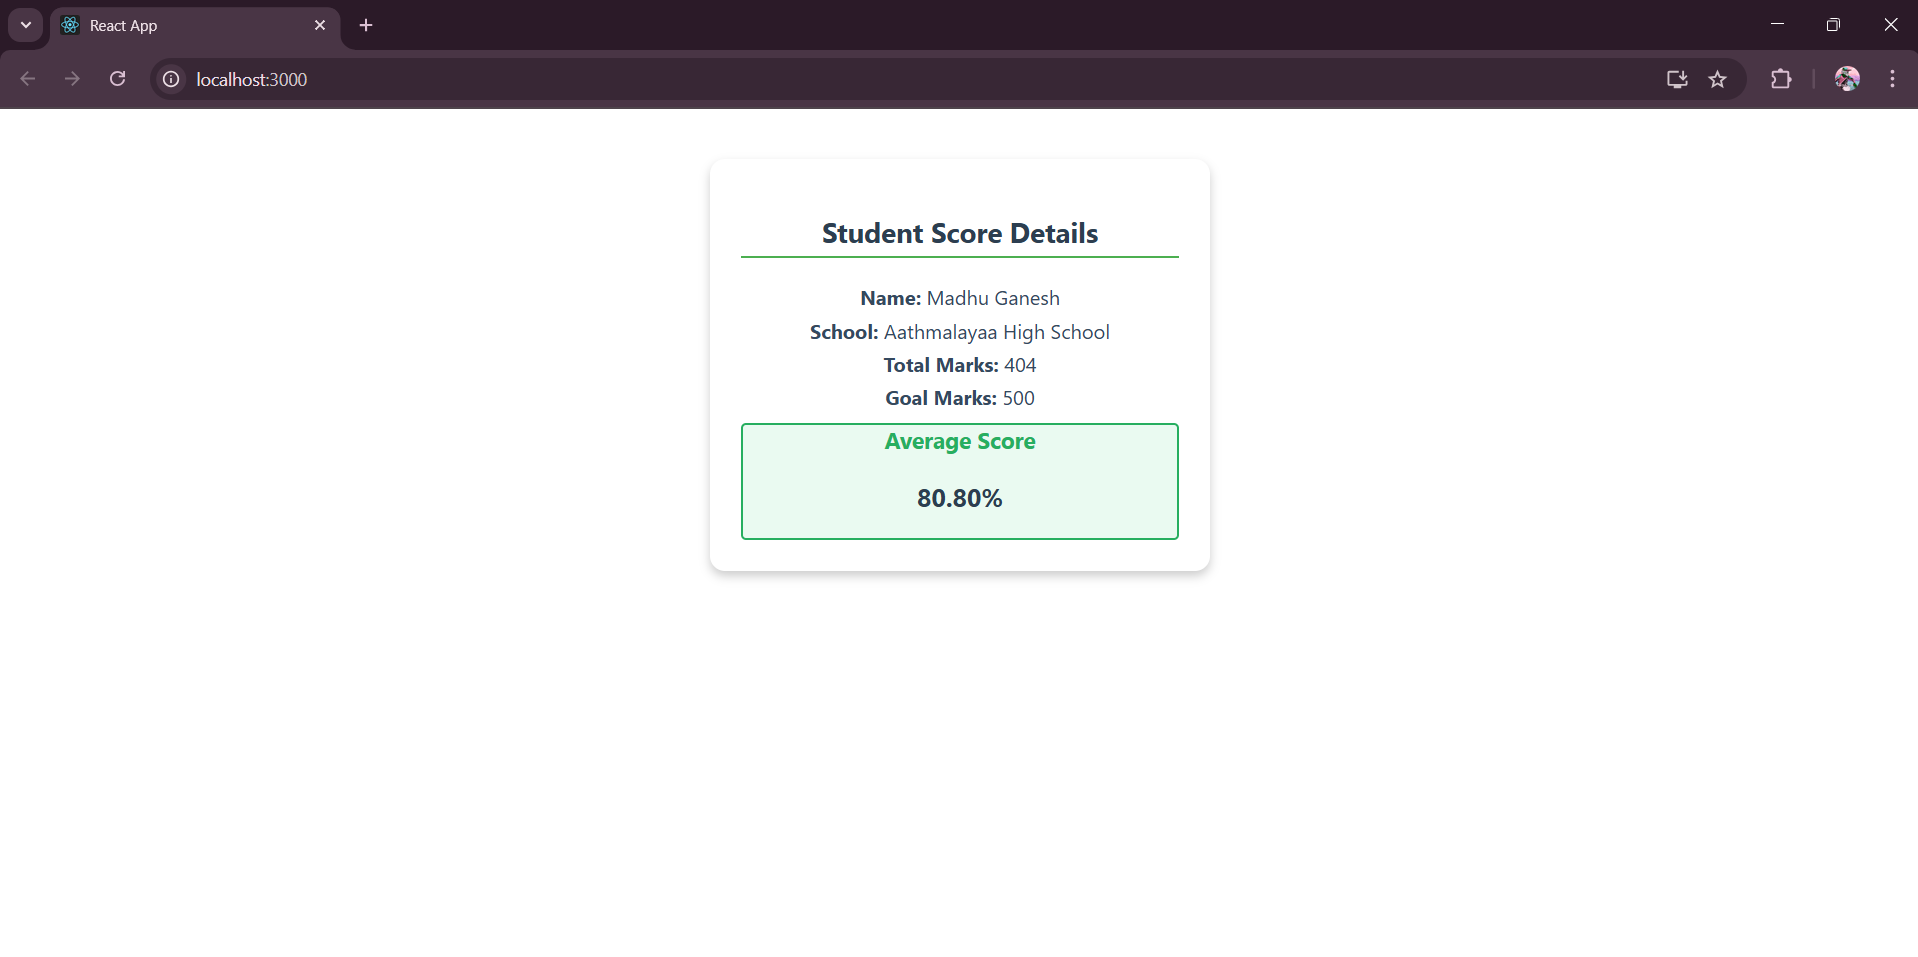 React App
localhost:3000
Student Score Details
Name: Madhu Ganesh
School: Aathmalayaa High School
Total Marks: 404
Goal Marks: 500
Average Score
80.80%